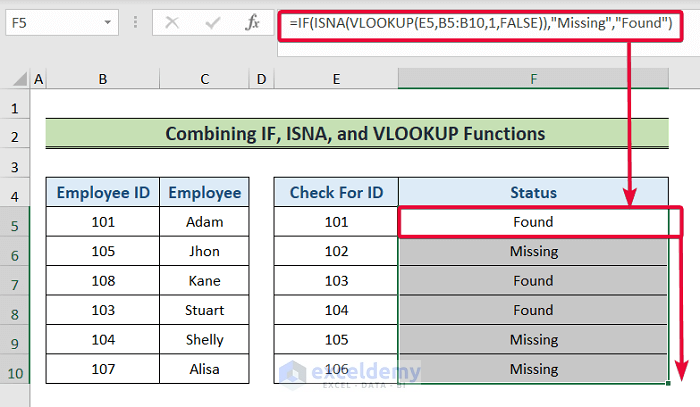 F5 fx =IF(ISNA(VLOOKUP(E5,B5:B10,1,FALSE)),"Missing","Found")
A B C D E F
1
2 Combining IF, ISNA, and VLOOKUP Functions
3
4 Employee ID Employee Check For ID Status
5 101 Adam 101 Found
6 105 Jhon 102 Missing
7 108 Kane 103 Found
8 103 Stuart 104 Found
9 104 Shelly 105 Missing
10 107 Alisa 106 Missing
exceldemy
EXCEL - DATA - BI